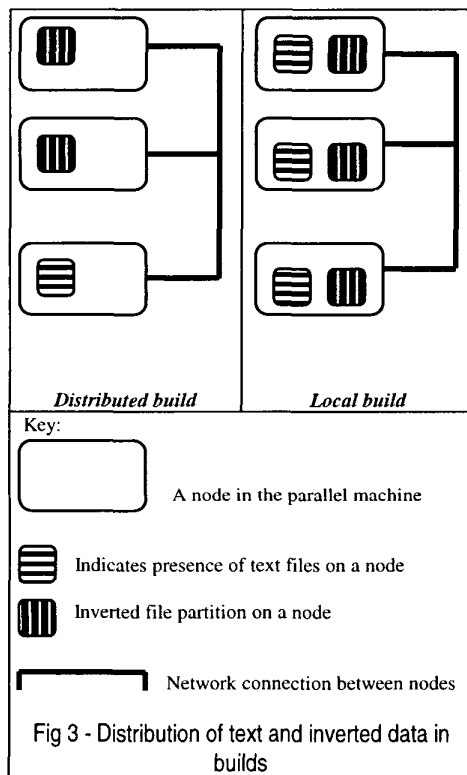 Distributed build
Local build
Key:
A node in the parallel machine
Indicates presence of text files on a node
Inverted file partition on a node
Network connection between nodes
Fig 3 - Distribution of text and inverted data in
builds